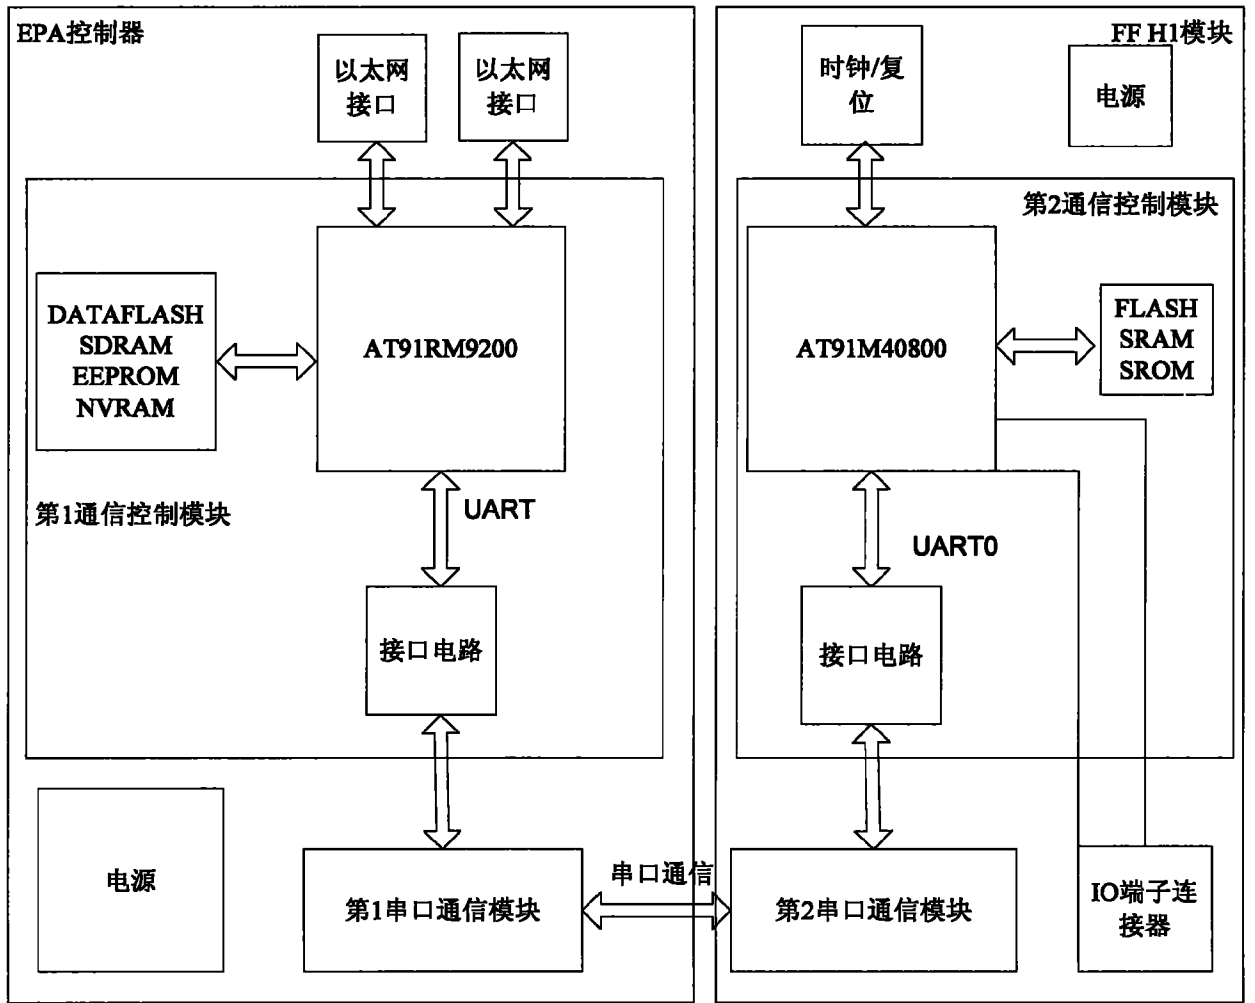 EPA控制器
以太网
接口
以太网
接口
DATAFLASH
SDRAM
EEPROM
NVRAM
AT91RM9200
第1通信控制模块
UART
接口电路
电源
第1串口通信模块
串口通信
FF H1模块
时钟/复
位
电源
第2通信控制模块
AT91M40800
FLASH
SRAM
SROM
UART0
接口电路
第2串口通信模块
IO端子连
接器